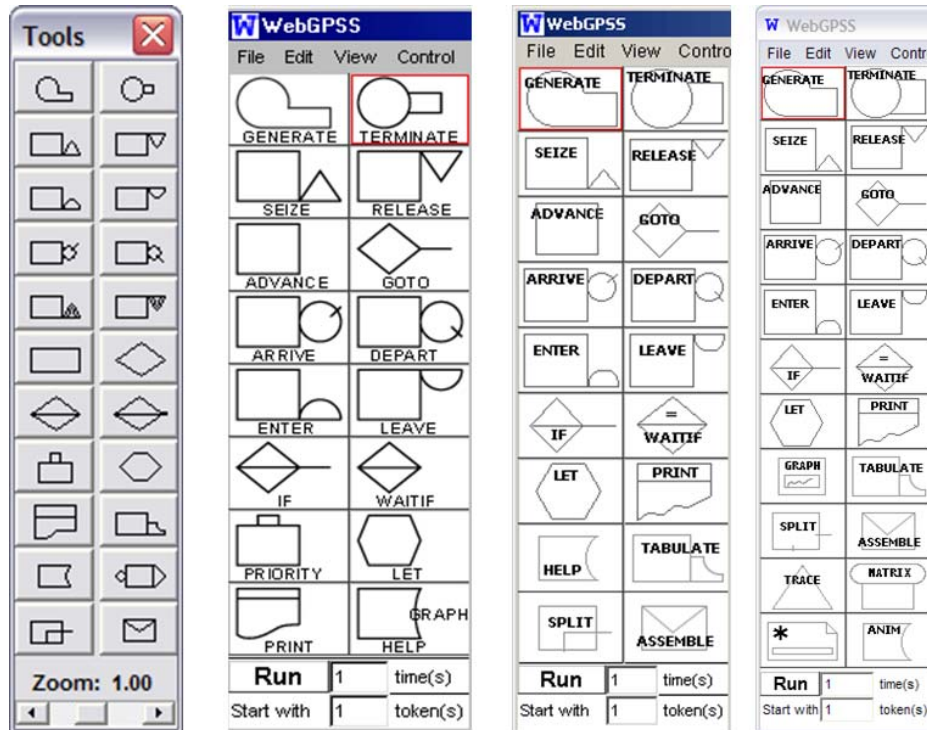 Tools
Zoom: 1.00
WebGPSS
File Edit View Control
GENERATE TERMINATE
SEIZE RELEASE
ADVANCE GOTO
ARRIVE DEPART
ENTER LEAVE
IF WAITIF
PRIORITY LET
GRAPH
PRINT HELP
Run 1 time(s)
Start with 1 token(s)
WebGPSS
File Edit View Contro
GENERATE TERMINATE
SEIZE RELEASE
ADVANCE GOTO
ARRIVE DEPART
ENTER LEAVE
=
IF WAITIF
LET PRINT
HELP TABULATE
SPLIT ASSEMBLE
Run 1 time(s)
Start with 1 token(s)
WebGPSS
File Edit View Contr
GENERATE TERMINATE
SEIZE RELEASE
ADVANCE GOTO
ARRIVE DEPART
ENTER LEAVE
=
IF WAITIF
LET PRINT
GRAPH TABULATE
SPLIT ASSEMBLE
TRACE MATRIX
* ANIM
Run 1 time(s)
Start with 1 token(s)